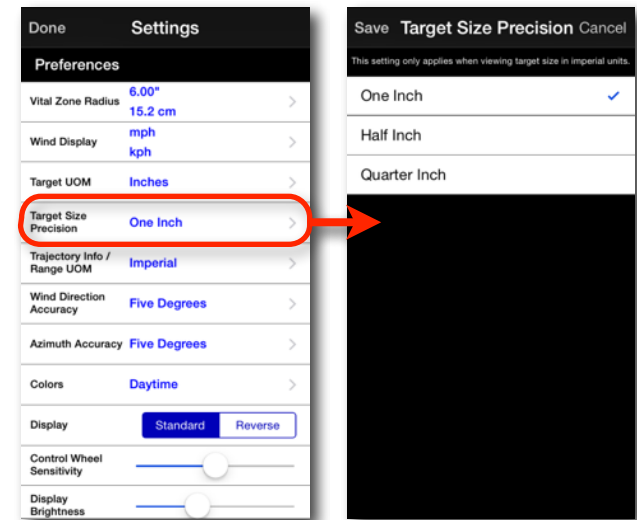 Done Settings
Preferences
Vital Zone Radius 6.00"
15.2 cm
Wind Display mph
kph
Target UOM Inches
Target Size
Precision One Inch
Trajectory Info /
Range UOM Imperial
Wind Direction
Accuracy Five Degrees
Azimuth Accuracy Five Degrees
Colors Daytime
Display Standard Reverse
Control Wheel
Sensitivity
Display
Brightness
Save Target Size Precision Cancel
This setting only applies when viewing target size in imperial units.
One Inch
Half Inch
Quarter Inch